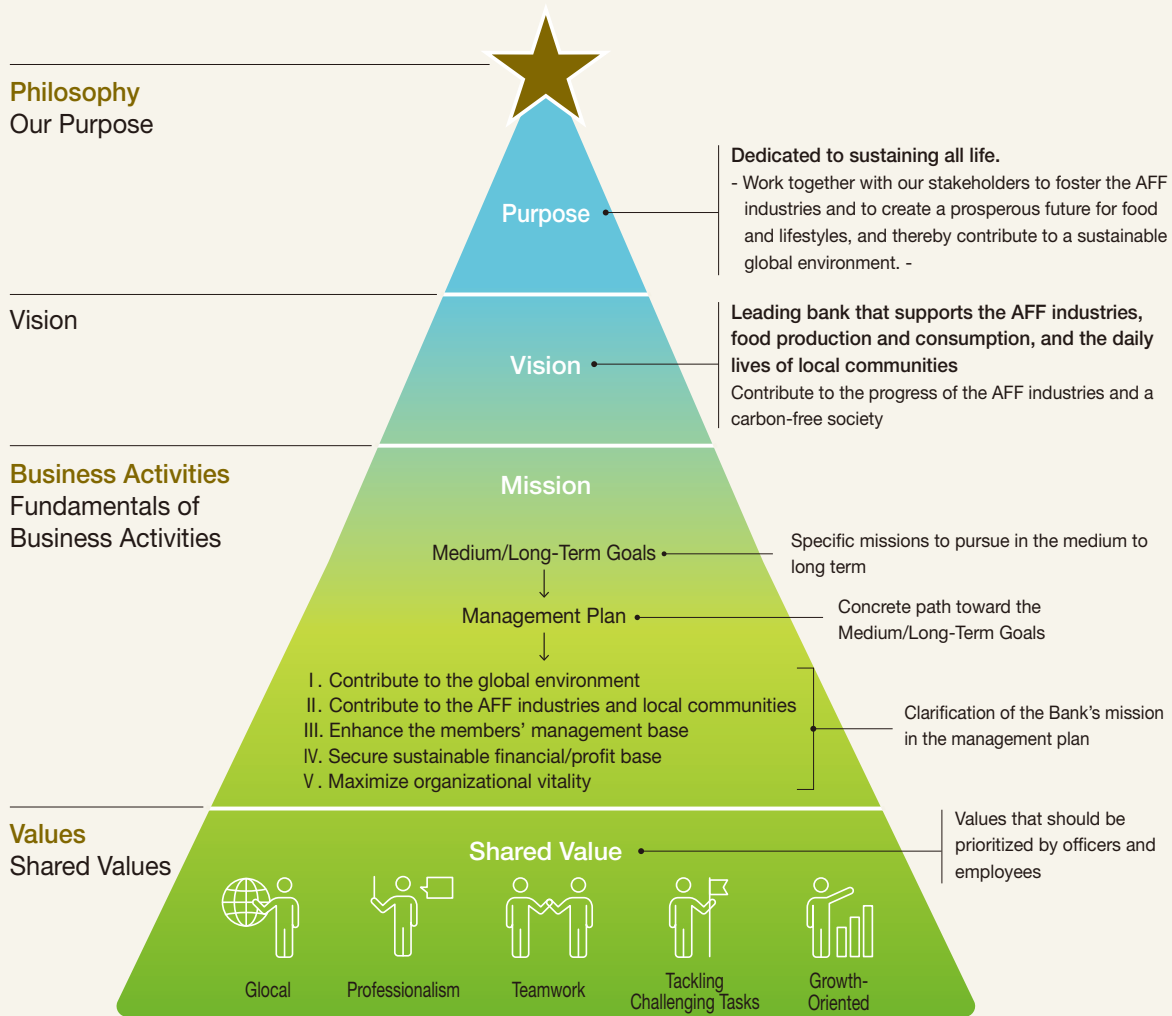 Philosophy
Our Purpose
Purpose
Dedicated to sustaining all life.
- Work together with our stakeholders to foster the AFF
industries and to create a prosperous future for food
and lifestyles, and thereby contribute to a sustainable
global environment. -
Vision
Vision
Leading bank that supports the AFF industries,
food production and consumption, and the daily
lives of local communities
Contribute to the progress of the AFF industries and a
carbon-free society
Business Activities
Fundamentals of
Business Activities
Mission
Medium/Long-Term Goals
Specific missions to pursue in the medium to
long term
Management Plan
Concrete path toward the
Medium/Long-Term Goals
Ⅰ. Contribute to the global environment
Ⅱ. Contribute to the AFF industries and local communities
Ⅲ. Enhance the members’ management base
Ⅳ. Secure sustainable financial/profit base
Ⅴ. Maximize organizational vitality
Clarification of the Bank’s mission
in the management plan
Values
Shared Values
Shared Value
Values that should be
prioritized by officers and
employees
Glocal
Professionalism
Teamwork
Tackling
Challenging Tasks
Growth-
Oriented